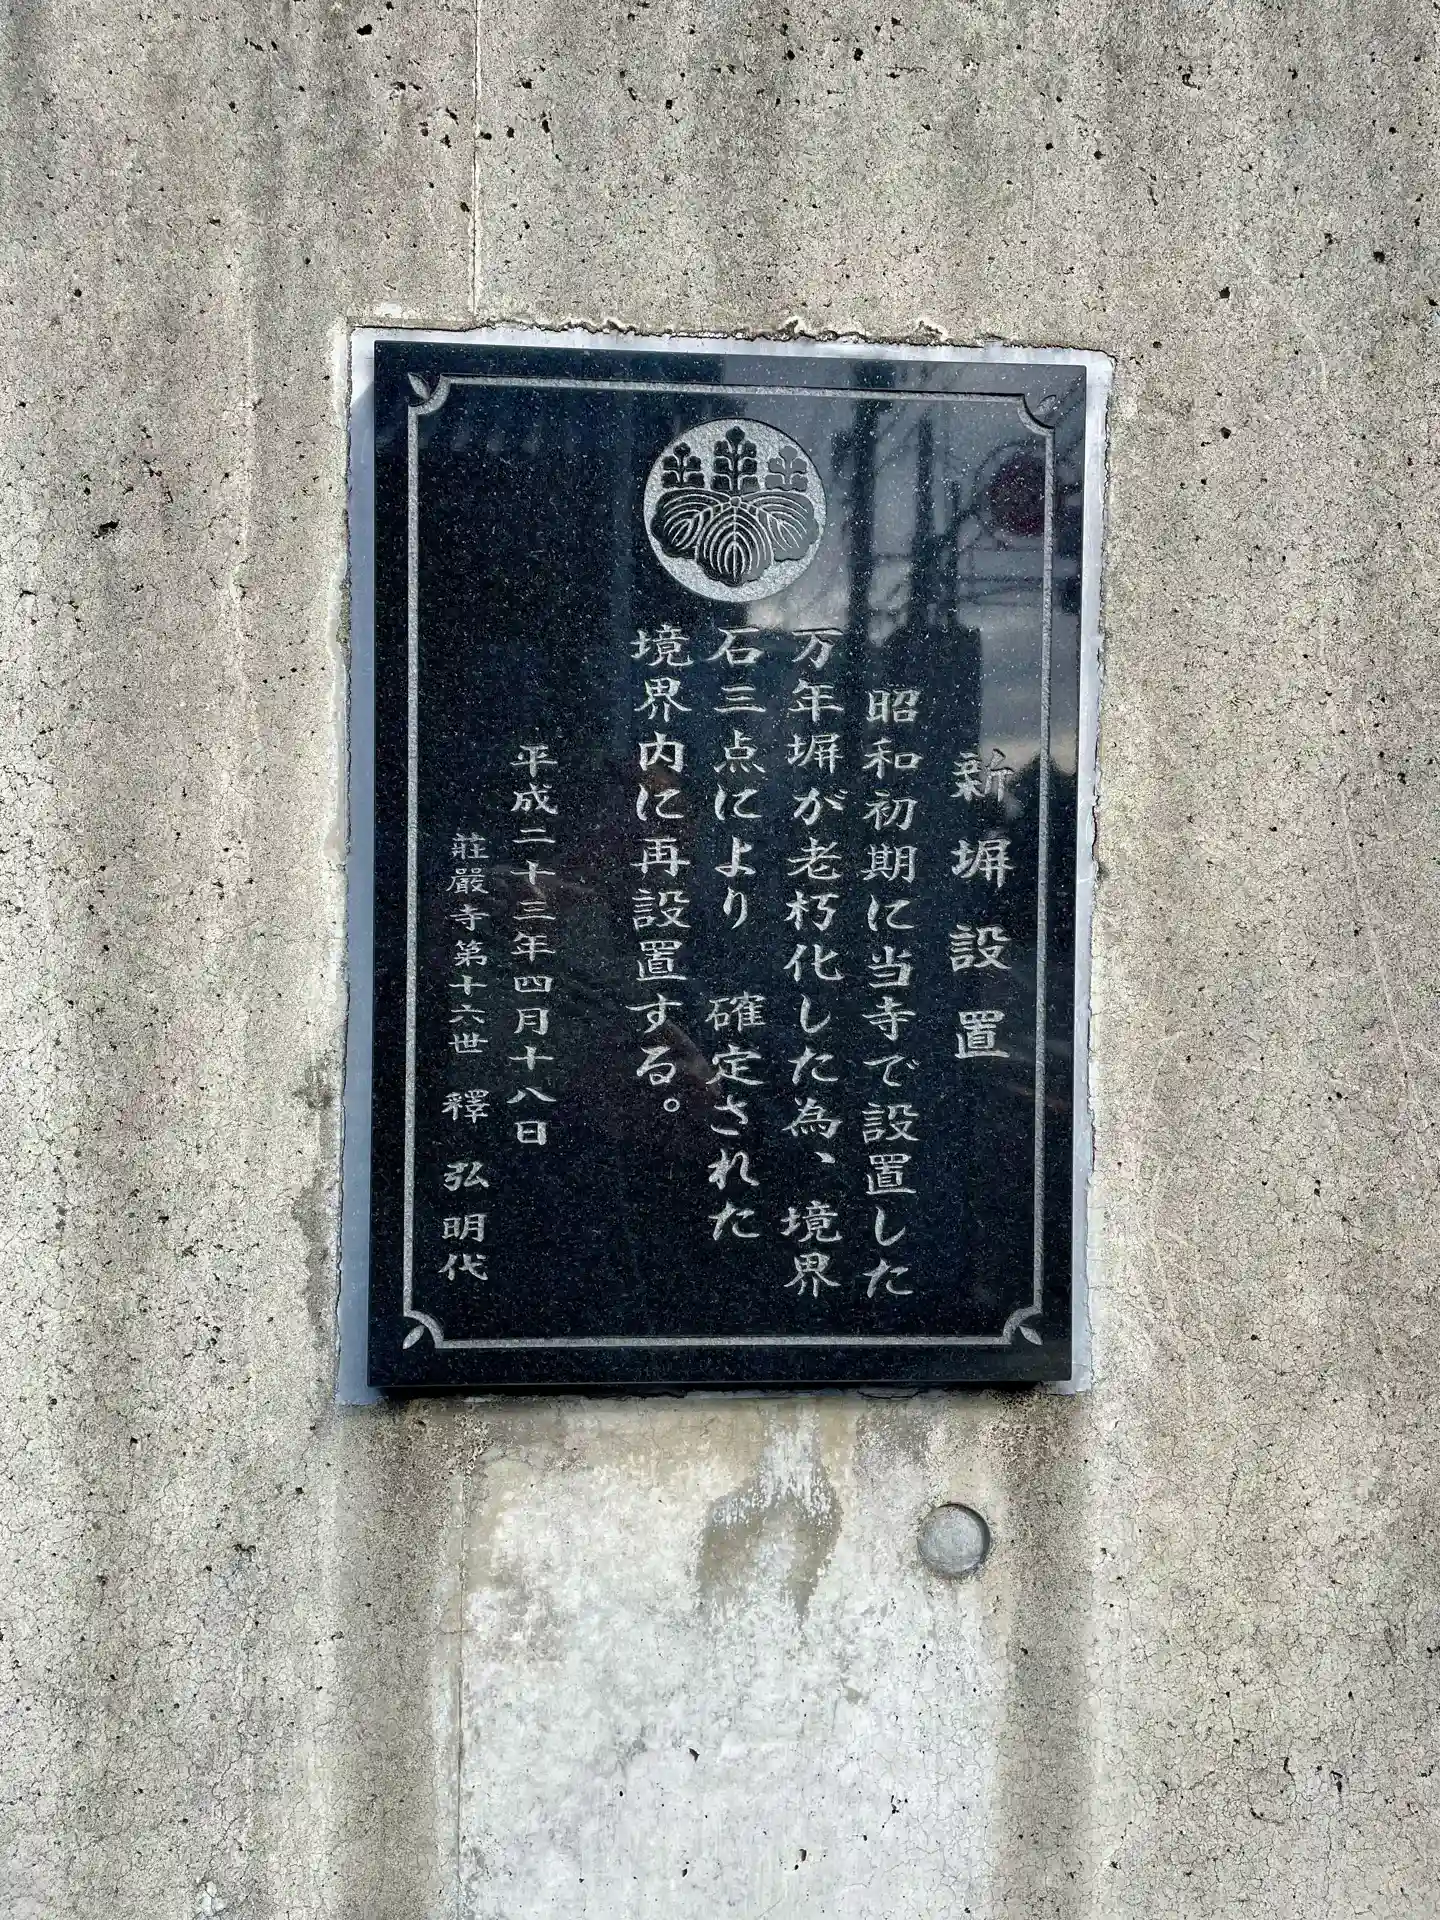 新塀設置
昭和初期に当寺で設置した
万年塀が老朽化した為、境界
石三点により 確定された
境界内に再設置する。
平成二十三年四月十八日
莊嚴寺第十六世 釋 弘明代